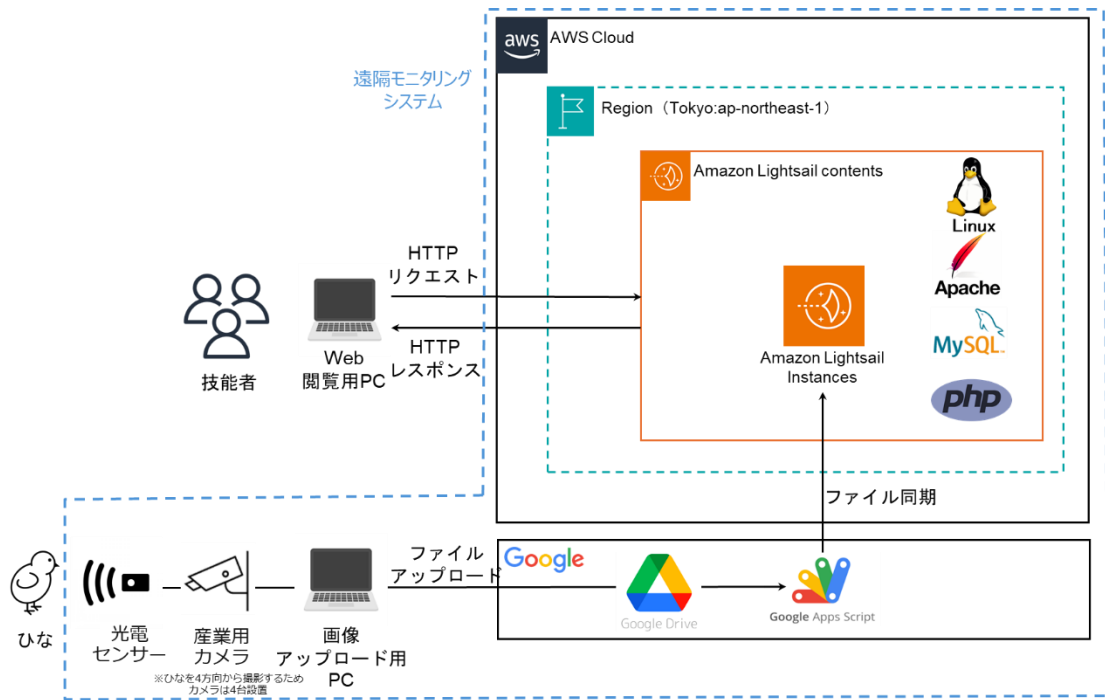 aws
AWS Cloud
遠隔モニタリング
システム
Region（Tokyo:ap-northeast-1）
Amazon Lightsail contents
Linux
Apache
MySQL
php
HTTP
リクエスト
HTTP
レスポンス
技能者
Web
閲覧用PC
Amazon Lightsail
Instances
ファイル同期
ファイル
アップロード
Google
Google Drive
Google Apps Script
ひな
光電
センサー
産業用
カメラ
※ひなを4方向から撮影するため
カメラは4台設置
画像
アップロード用
PC